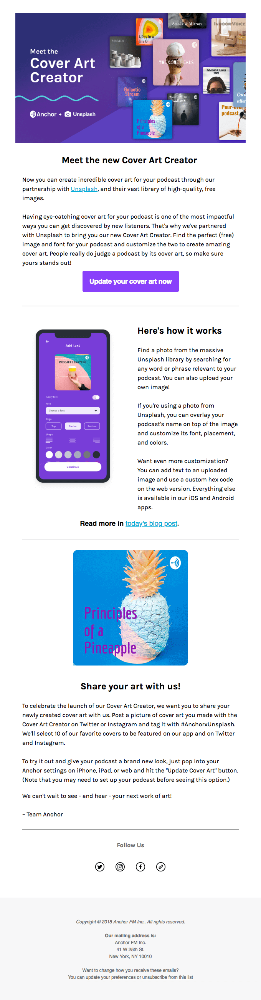 Meet the
Cover Art
Creator
Anchor + Unsplash
Smoke & Mirrors
INDOOR VOICE
A Day In A
Life Of
THE CONE HEADS
BIG CRIME IN A SMALL
TOWN.
Galactic
Stream
TALES FROM
Carn
atten
Pour-over
podcast
Principles
of a
Pineapple
Meet the new Cover Art Creator
Now you can create incredible cover art for your podcast through our
partnership with Unsplash, and their vast library of high-quality, free
images.
Having eye-catching cover art for your podcast is one of the most impactful
ways you can get discovered by new listeners. That's why we've partnered
with Unsplash to bring you our new Cover Art Creator. Find the perfect (free)
image and font for your podcast and customize the two to create amazing
cover art. People really do judge a podcast by its cover art, so make sure
yours stands out!
Update your cover art now
Add text
PROCAFFEINATING
Apply text
Font
Choose a font
Align
Top
Center
Bottom
Shape
Color
Continue
Here's how it works
Find a photo from the massive
Unsplash library by searching for
any word or phrase relevant to your
podcast. You can also upload your
own image!
If you're using a photo from
Unsplash, you can overlay your
podcast's name on top of the image
and customize its font, placement,
and colors.
Want even more customization?
You can add text to an uploaded
image and use a custom hex code
on the web version. Everything else
is available in our iOS and Android
apps.
Read more in today's blog post.
Principles
of a
Pineapple
Share your art with us!
To celebrate the launch of our Cover Art Creator, we want you to share your
newly created cover art with us. Post a picture of cover art you made with the
Cover Art Creator on Twitter or Instagram and tag it with #AnchorxUnsplash.
We'll select 10 of our favorite covers to be featured on our app and on Twitter
and Instagram.
To try it out and give your podcast a brand new look, just pop into your
Anchor settings on iPhone, iPad, or web and hit the "Update Cover Art" button.
(Note that you may need to set up your podcast before seeing this option.)
We can't wait to see - and hear - your next work of art!
– Team Anchor
Follow Us
Copyright © 2018 Anchor FM Inc., All rights reserved.
Our mailing address is:
Anchor FM Inc.
41 W 25th St.
New York, NY 10010
Want to change how you receive these emails?
You can update your preferences or unsubscribe from this list